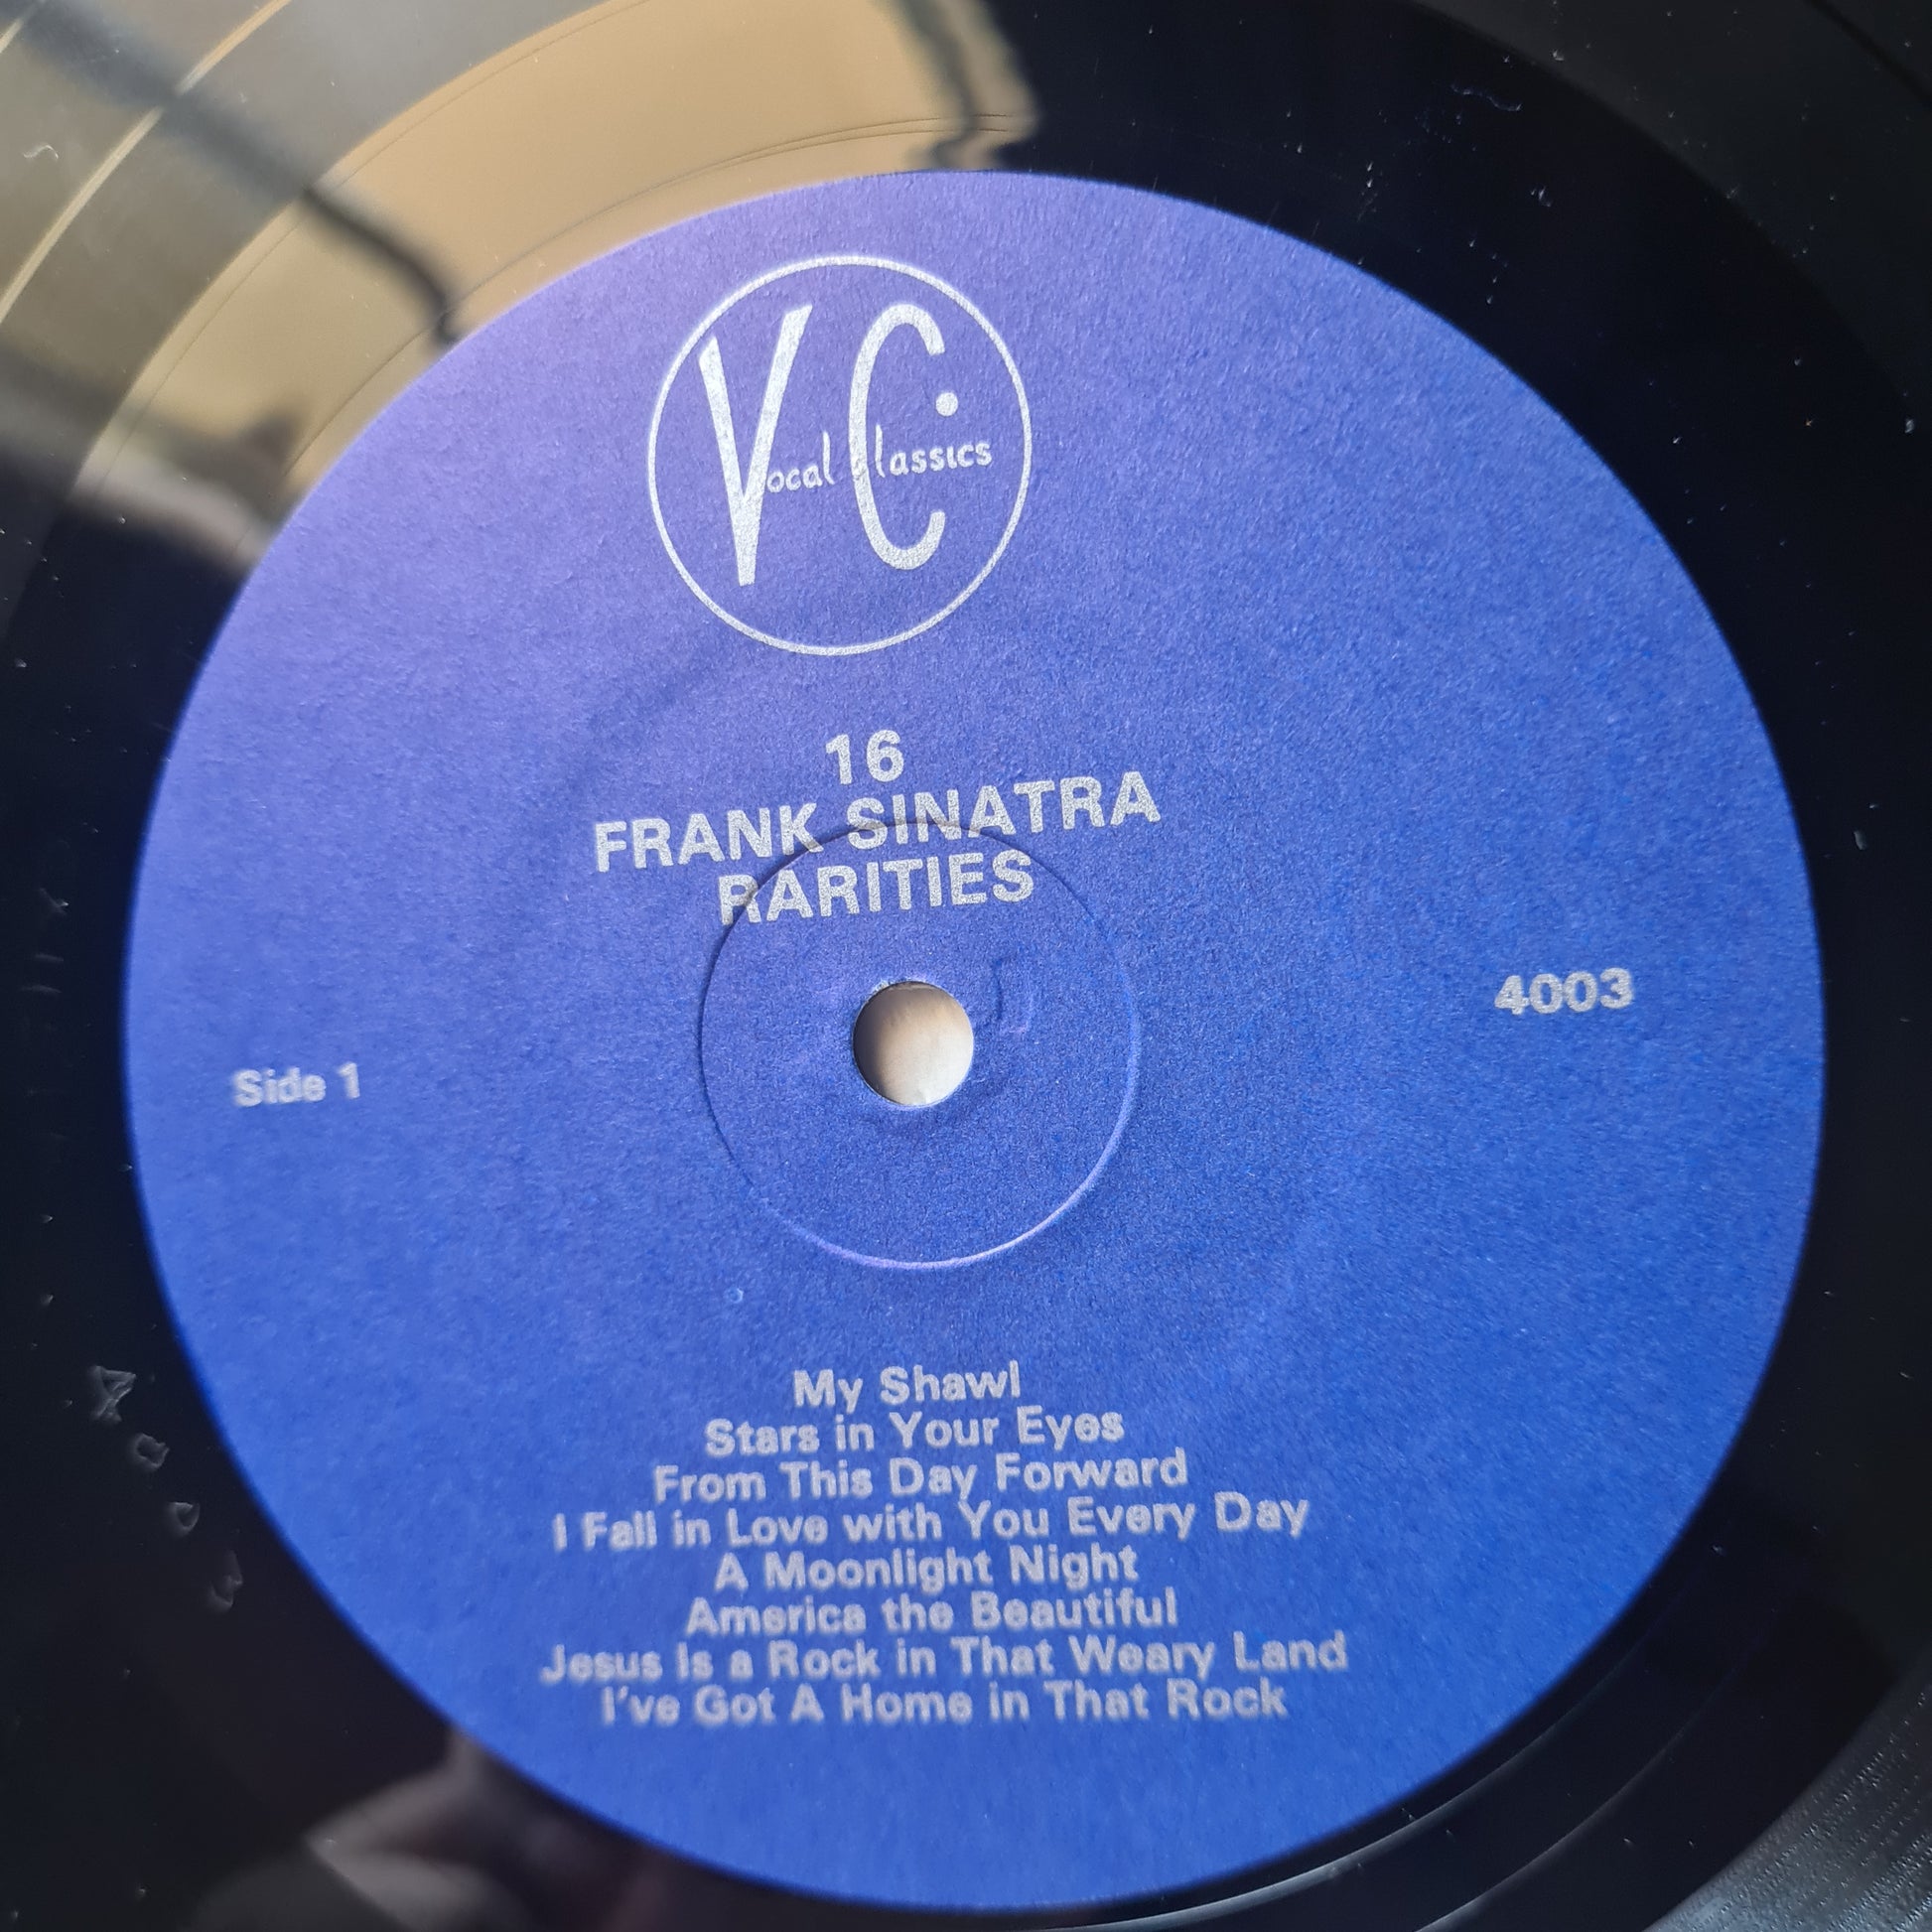 Vocal Classics
16
FRANK SINATRA
RARITIES
4003
Side 1
My Shawl
Stars in Your Eyes
From This Day Forward
I Fall in Love with You Every Day
A Moonlight Night
America the Beautiful
Jesus Is a Rock in That Weary Land
I've Got A Home in That Rock